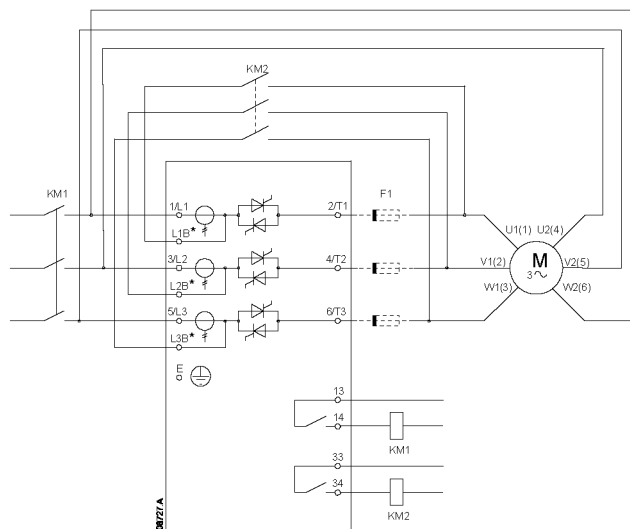 KM2
KM1
F1
1/L1
2/T1
L1B*
U1(1) U2(4)
3/L2
4/T2
V1(2)
M
3~
V2(5)
L2B*
W1(3)
W2(6)
5/L3
6/T3
L3B*
E
13
14
KM1
33
34
KM2
08727.A